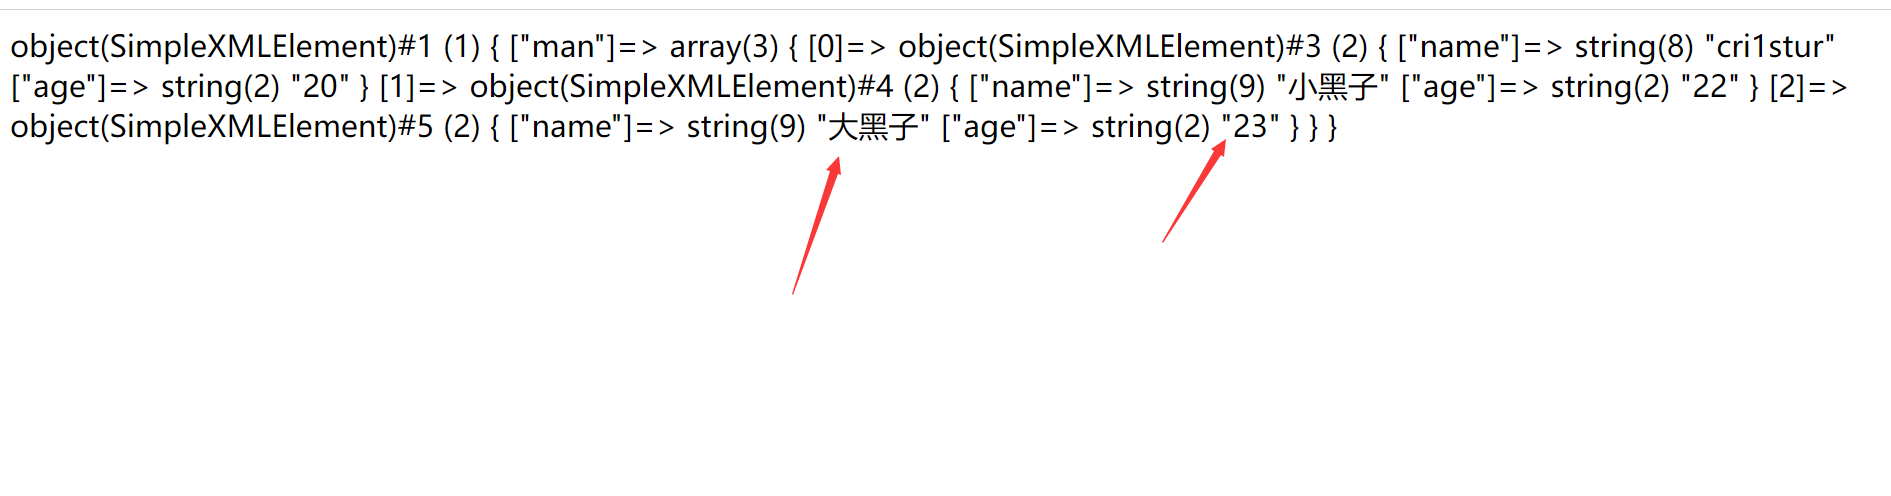 object(SimpleXMLElement)#1 (1) { ["man"]=> array(3) { [0]=> object(SimpleXMLElement)#3 (2) { ["name"]=> string(8) "cri1stur"
["age"]=> string(2) "20" } [1]=> object(SimpleXMLElement)#4 (2) { ["name"]=> string(9) "小黑子" ["age"]=> string(2) "22" } [2]=>
object(SimpleXMLElement)#5 (2) { ["name"]=> string(9) "大黑子" ["age"]=> string(2) "23" } } }